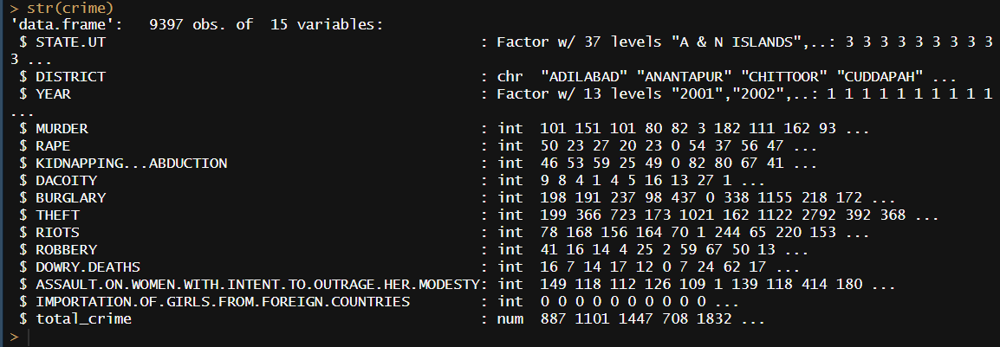 > str(crime)
'data.frame':   9397 obs. of  15 variables:
 $ STATE.UT                                           : Factor w/ 37 levels "A & N ISLANDS",..: 3 3 3 3 3 3 3 3 3
3 ...
 $ DISTRICT                                           : chr  "ADILABAD" "ANANTAPUR" "CHITTOOR" "CUDDAPAH" ...
 $ YEAR                                               : Factor w/ 13 levels "2001","2002",..: 1 1 1 1 1 1 1 1 1 1
...
 $ MURDER                                             : int  101 151 101 80 82 3 182 111 162 93 ...
 $ RAPE                                               : int  50 23 27 20 23 0 54 37 56 47 ...
 $ KIDNAPPING...ABDUCTION                             : int  46 53 59 25 49 0 82 80 67 41 ...
 $ DACOITY                                            : int  9 8 4 1 4 5 16 13 27 1 ...
 $ BURGLARY                                           : int  198 191 237 98 437 0 338 1155 218 172 ...
 $ THEFT                                              : int  199 366 723 173 1021 162 1122 2792 392 368 ...
 $ RIOTS                                              : int  78 168 156 164 70 1 244 65 220 153 ...
 $ ROBBERY                                            : int  41 16 14 4 25 2 59 67 50 13 ...
 $ DOWRY.DEATHS                                       : int  16 7 14 17 12 0 7 24 62 17 ...
 $ ASSAULT.ON.WOMEN.WITH.INTENT.TO.OUTRAGE.HER.MODESTY: int  149 118 112 126 109 1 139 118 414 180 ...
 $ IMPORTATION.OF.GIRLS.FROM.FOREIGN.COUNTRIES        : int  0 0 0 0 0 0 0 0 0 0 ...
 $ total_crime                                        : num  887 1101 1447 708 1832 ...
>